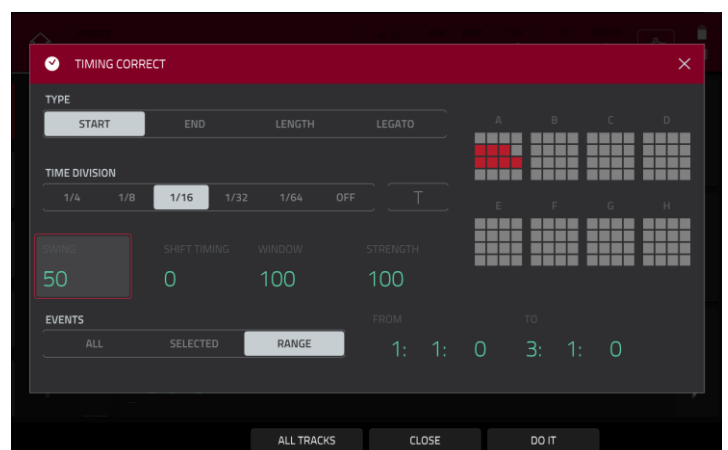 TIMING CORRECT
TYPE
START END LENGTH LEGATO
A B C D
TIME DIVISION
1/4 1/8 1/16 1/32 1/64 OFF T
E F G H
SWING SHIFT TIMING WINDOW STRENGTH
50 0 100 100
EVENTS
FROM TO
ALL SELECTED RANGE
1: 1: 0 3: 1: 0
ALL TRACKS CLOSE DO IT